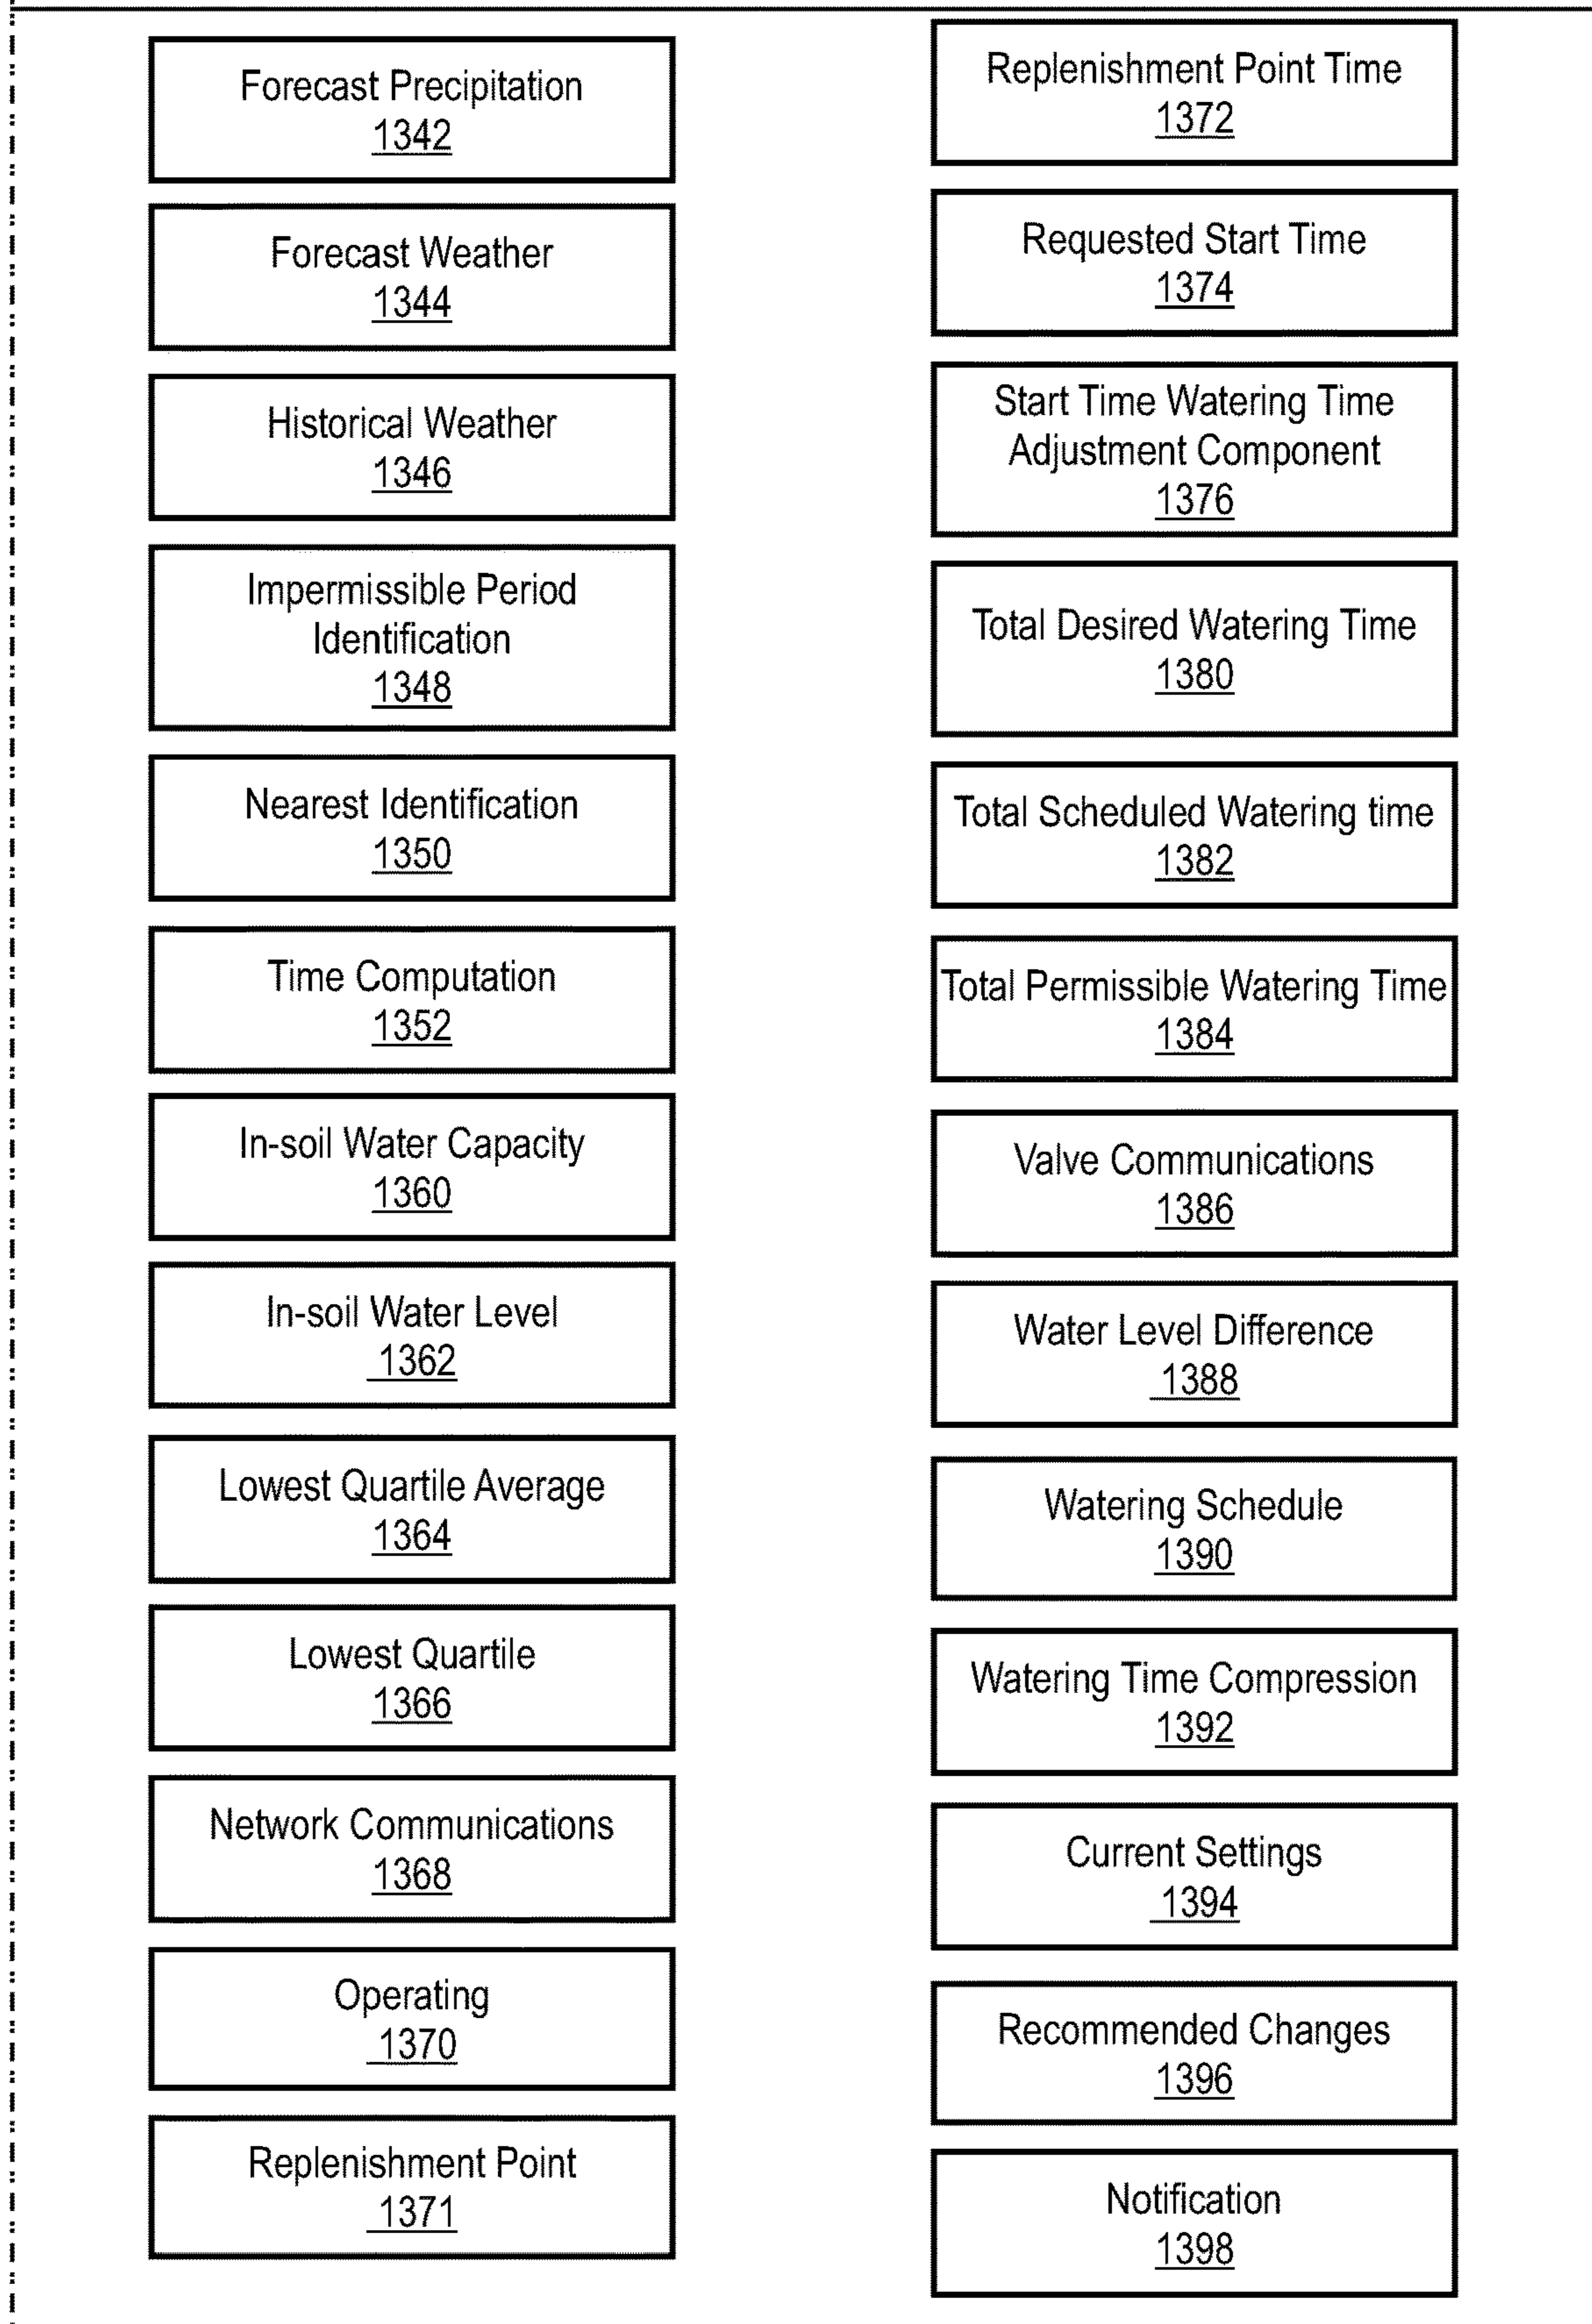 Forecast Precipitation
1342
Forecast Weather
1344
Historical Weather
1346
Impermissible Period
Identification
1348
Nearest Identification
1350
Time Computation
1352
In-soil Water Capacity
1360
In-soil Water Level
1362
Lowest Quartile Average
1364
Lowest Quartile
1366
Network Communications
1368
Operating
1370
Replenishment Point
1371
Replenishment Point Time
1372
Requested Start Time
1374
Start Time Watering Time
Adjustment Component
1376
Total Desired Watering Time
1380
Total Scheduled Watering time
1382
Total Permissible Watering Time
1384
Valve Communications
1386
Water Level Difference
1388
Watering Schedule
1390
Watering Time Compression
1392
Current Settings
1394
Recommended Changes
1396
Notification
1398